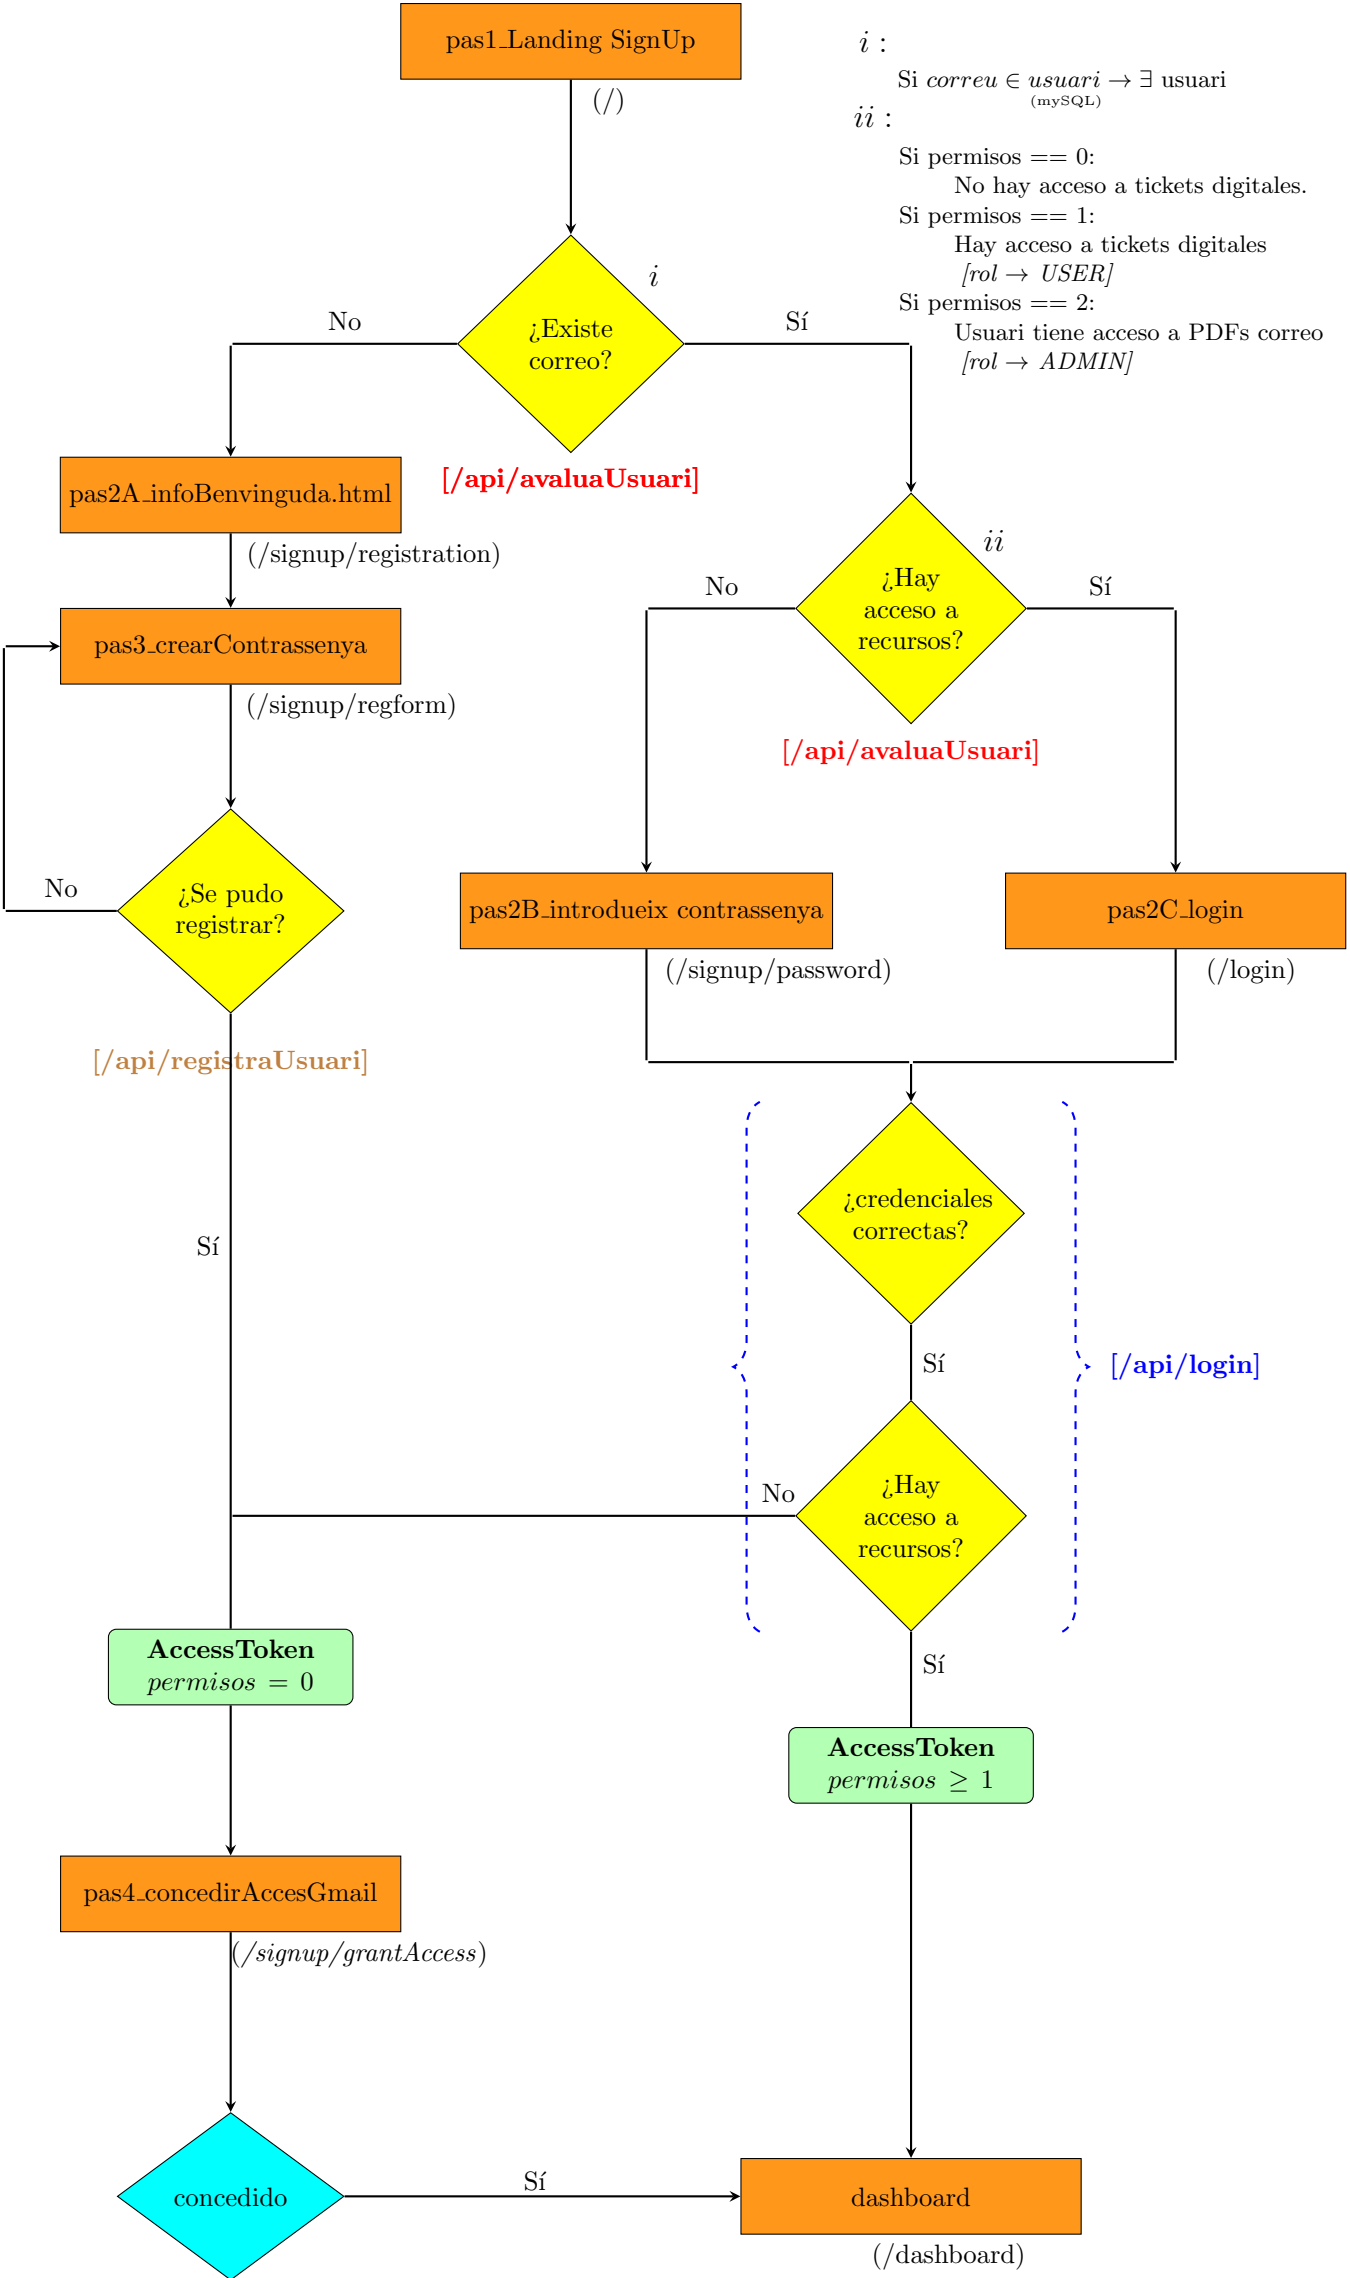 pas1_Landing SignUp
(/)
i :
Si correu ∈ usuari → ∃ usuari
(mySQL)
ii :
Si permisos == 0:
No hay acceso a tickets digitales.
Si permisos == 1:
Hay acceso a tickets digitales
[rol → USER]
Si permisos == 2:
Usuari tiene acceso a PDFs correo
[rol → ADMIN]
i
¿Existe
correo?
No
Sí
[/api/avaluaUsuari]
pas2A_infoBenvinguda.html
(/signup/registration)
ii
¿Hay
acceso a
recursos?
No
Sí
[/api/avaluaUsuari]
pas3_crearContrassenya
(/signup/regform)
¿Se pudo
registrar?
No
[/api/registraUsuari]
pas2B_introdueix contrassenya
(/signup/password)
pas2C_login
(/login)
¿credenciales
correctas?
Sí
Sí
[/api/login]
¿Hay
acceso a
recursos?
No
Sí
AccessToken
permisos = 0
AccessToken
permisos ≥ 1
pas4_concedirAccesGmail
(/signup/grantAccess)
concedido
Sí
dashboard
(/dashboard)